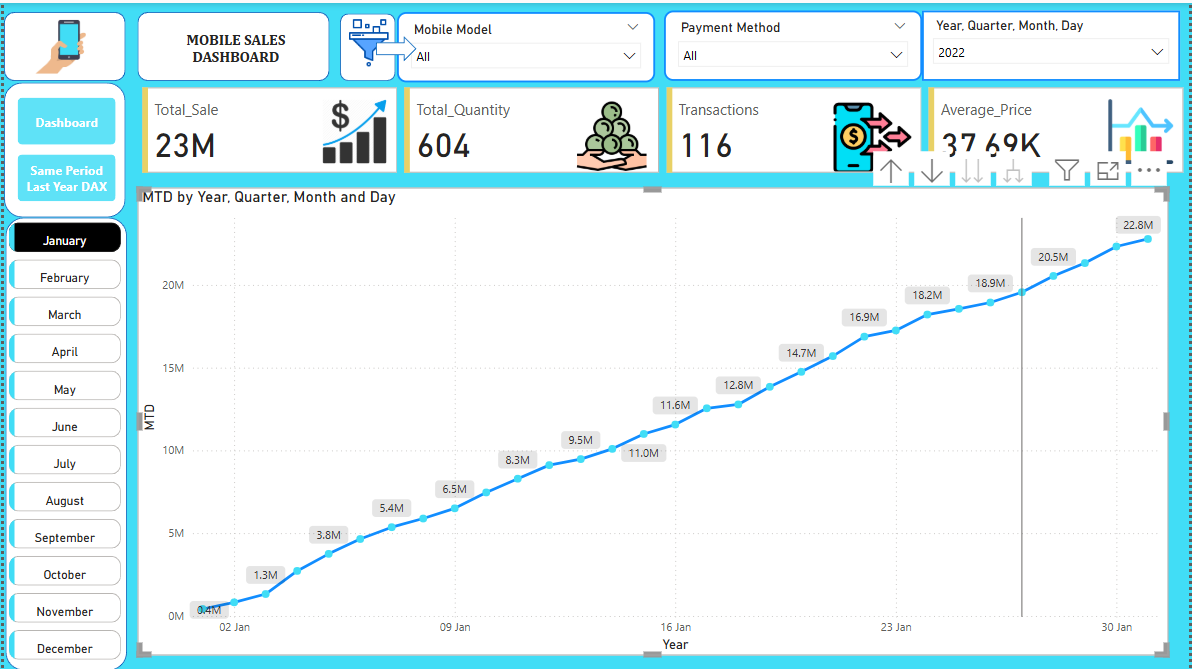 MOBILE SALES
DASHBOARD
Mobile Model
All
Payment Method
All
Year, Quarter, Month, Day
2022
Dashboard
Same Period
Last Year DAX
Total_Sale
23M
Total_Quantity
604
Transactions
116
Average_Price
37.69K
January
February
March
April
May
June
July
August
September
October
November
December
MTD by Year, Quarter, Month and Day
MTD
20M
15M
10M
5M
0M
0.4M
1.3M
3.8M
5.4M
6.5M
8.3M
9.5M
11.0M
11.6M
12.8M
14.7M
16.9M
18.2M
18.9M
20.5M
22.8M
02 Jan
09 Jan
16 Jan
23 Jan
30 Jan
Year